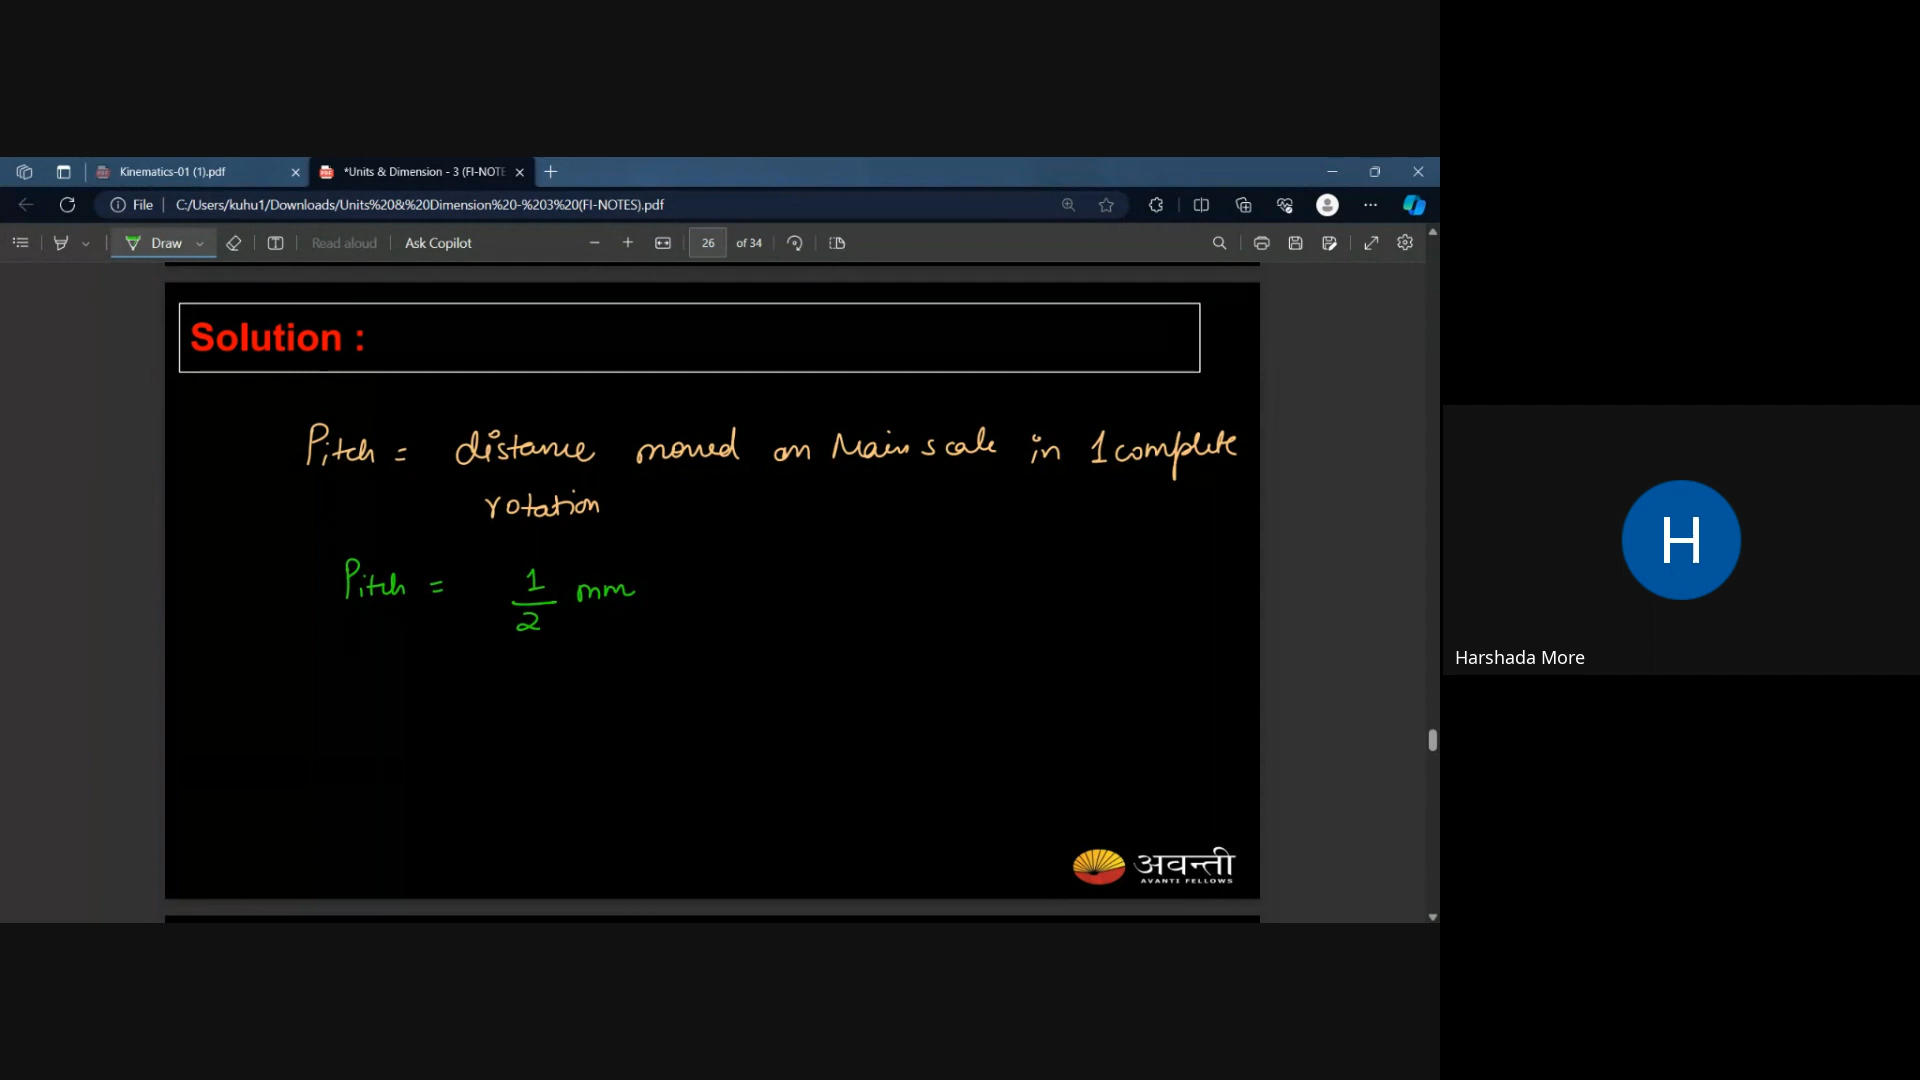 Kinematics-01 (1).pdf
*Units & Dimension - 3 (FI-NOTE
File
C:/Users/kuhu1/Downloads/Units%20&%20Dimension%20-%203%20(FI-NOTES).pdf
Draw
Read aloud
Ask Copilot
26 of 34
Solution :
Pitch = distance moved on Main scale in 1 complete
rotation
Pitch = 1/2 mm
अवन्ती
AVANTI FELLOWS
H
Harshada More